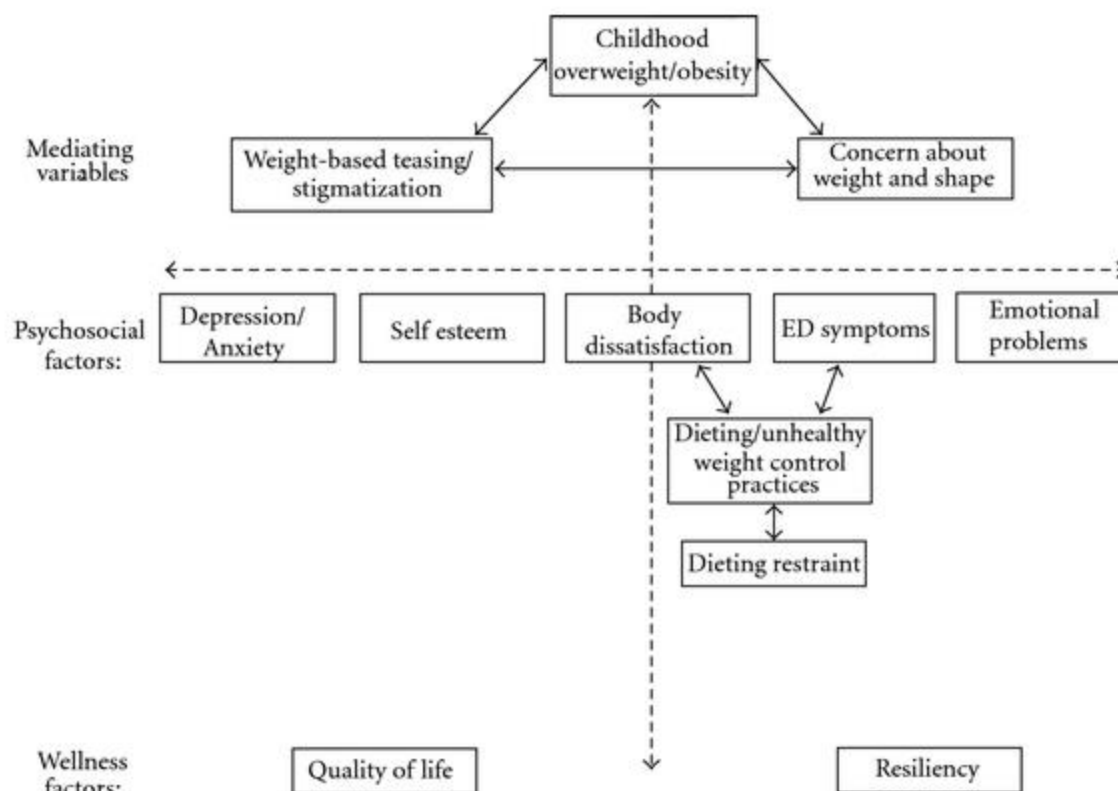 Childhood
overweight/obesity
Mediating
variables
Weight-based teasing/
stigmatization
Concern about
weight and shape
Psychosocial
factors:
Depression/
Anxiety
Self esteem
Body
dissatisfaction
ED symptoms
Emotional
problems
Dieting/unhealthy
weight control
practices
Dieting restraint
Wellness
factors:
Quality of life
Resiliency